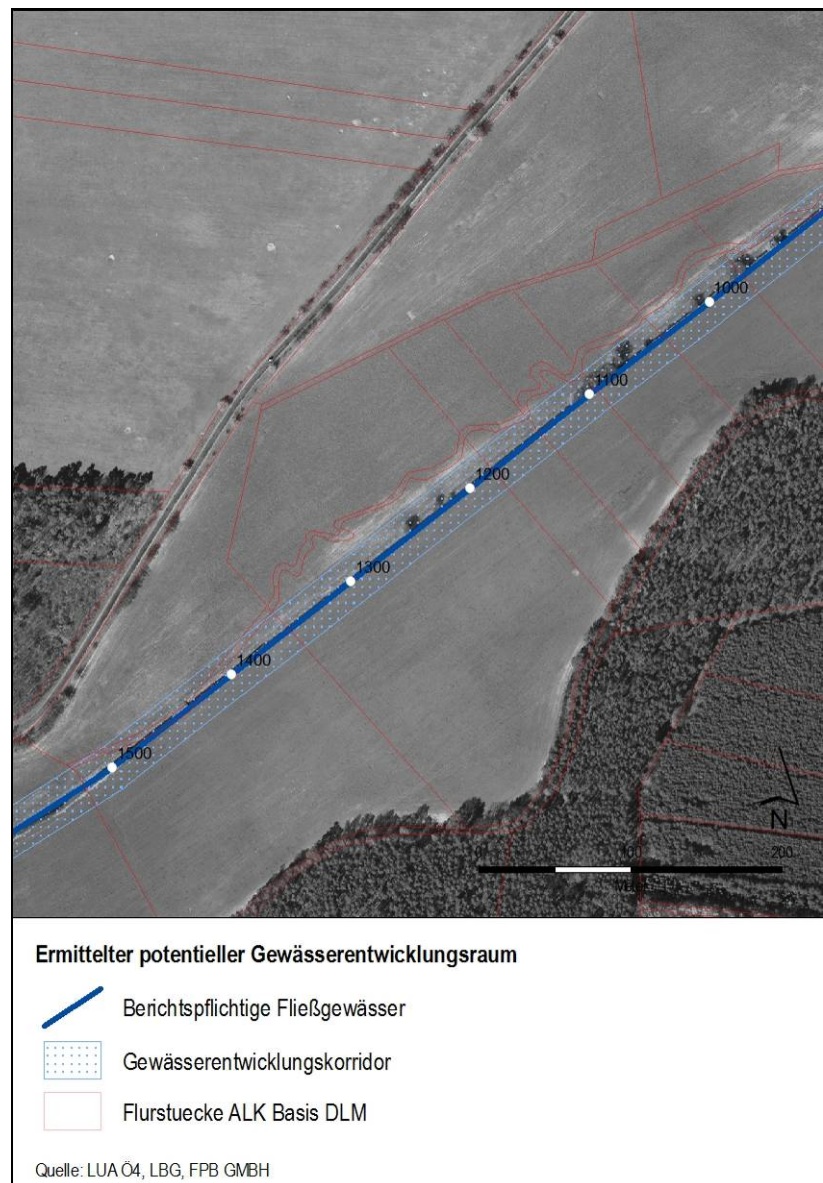 1000
1100
1200
1300
1400
1500
N
100
200
Ermittelter potentieller Gewässerentwicklungsraum
Berichtspflichtige Fließgewässer
Gewässerentwicklungskorridor
Flurstuecke ALK Basis DLM
Quelle: LUA Ö4, LBG, FPB GMBH